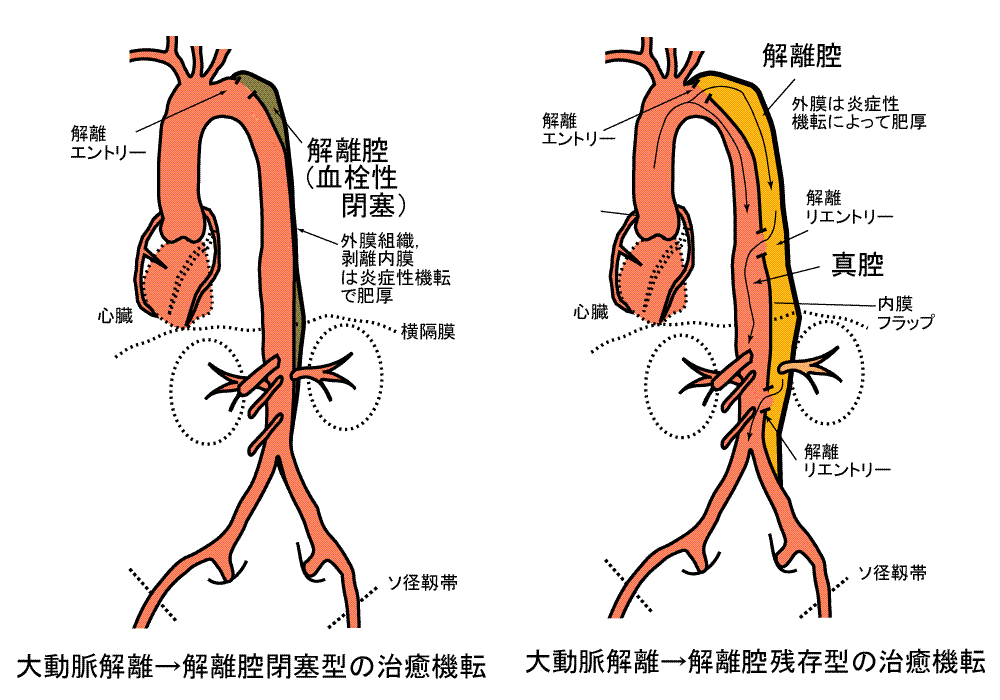 解離
エントリー
解離腔
(血栓性
閉塞)
外膜組織,
剥離内膜
は炎症性機転
で肥厚
心臓
横隔膜
ソ径靱帯
大動脈解離→解離腔閉塞型の治癒機転
解離腔
外膜は炎症性
機転によって肥厚
解離
エントリー
解離
リエントリー
真腔
内膜
フラップ
心臓
解離
リエントリー
ソ径靱帯
大動脈解離→解離腔残存型の治癒機転